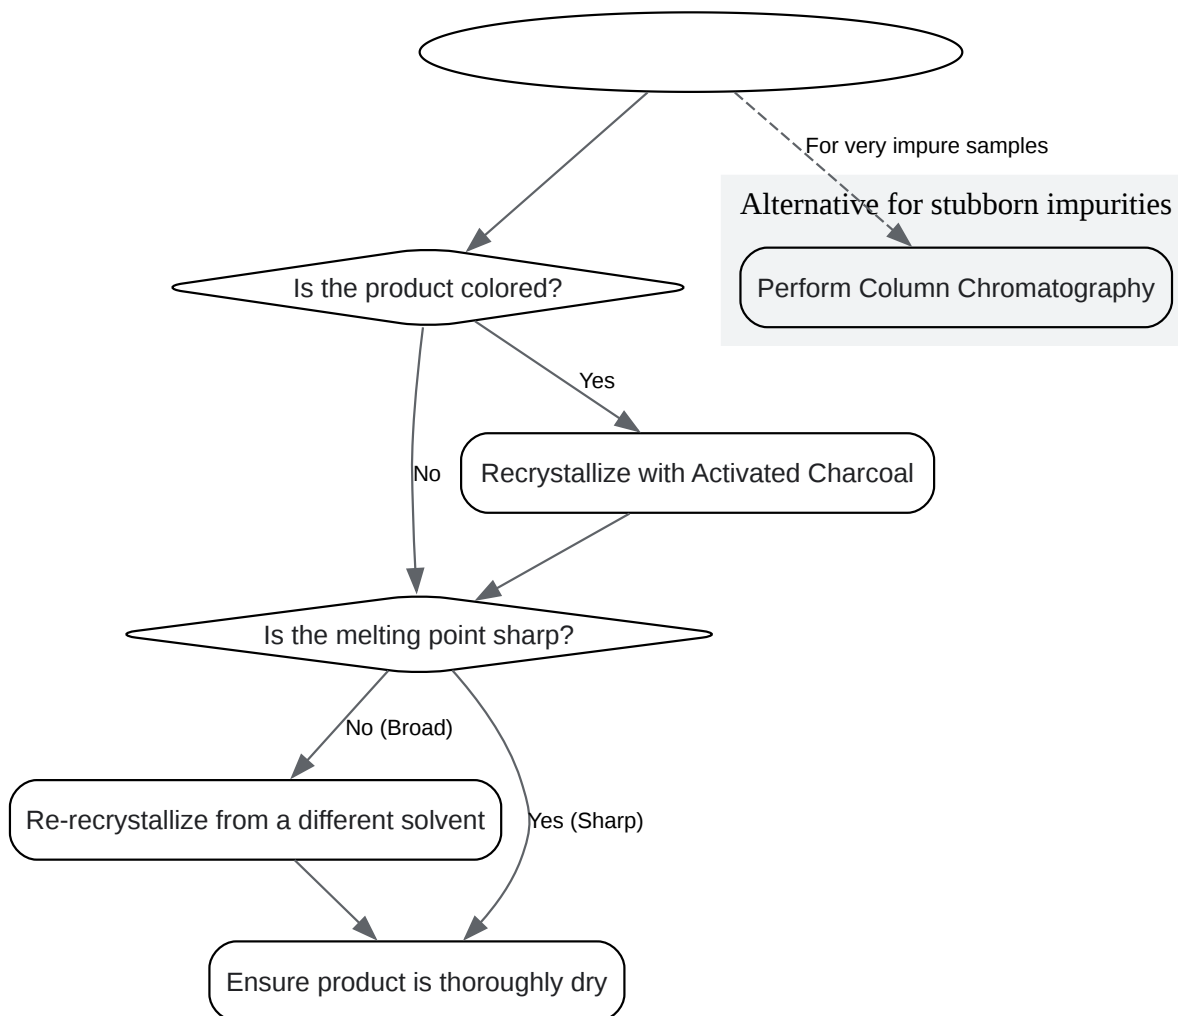 For very impure samples
Alternative for stubborn impurities
Is the product colored?
Perform Column Chromatography
Yes
No
Recrystallize with Activated Charcoal
Is the melting point sharp?
No (Broad)
Re-recrystallize from a different solvent
Yes (Sharp)
Ensure product is thoroughly dry